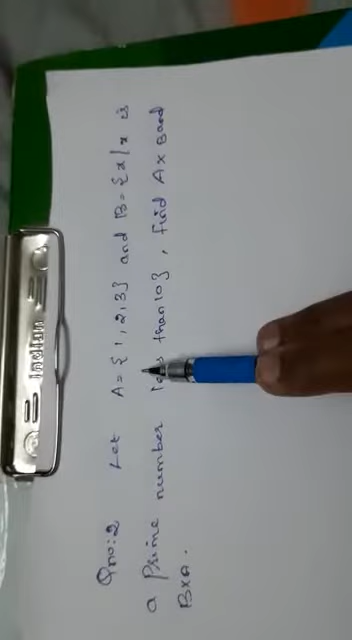 Qno:2 Let A = {1,2,3} and B = {x/x is
a Prime number less than 10}, Find A x B and
B x A.
Indian